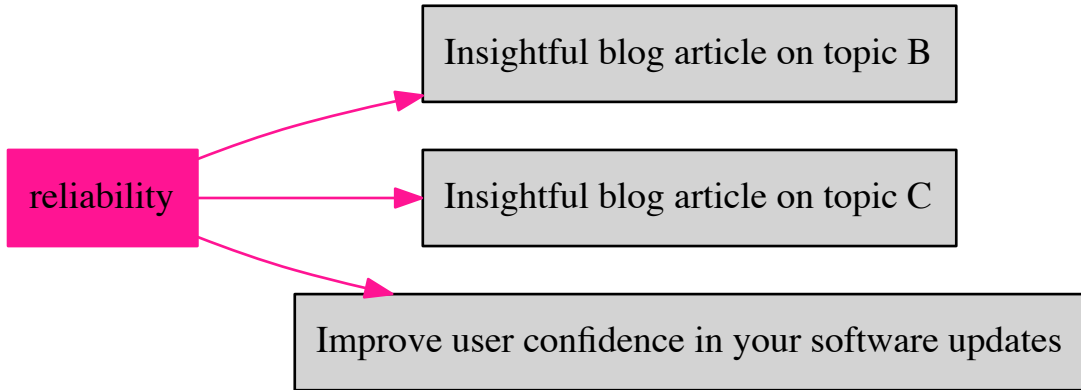 Insightful blog article on topic B
reliability
Insightful blog article on topic C
Improve user confidence in your software updates